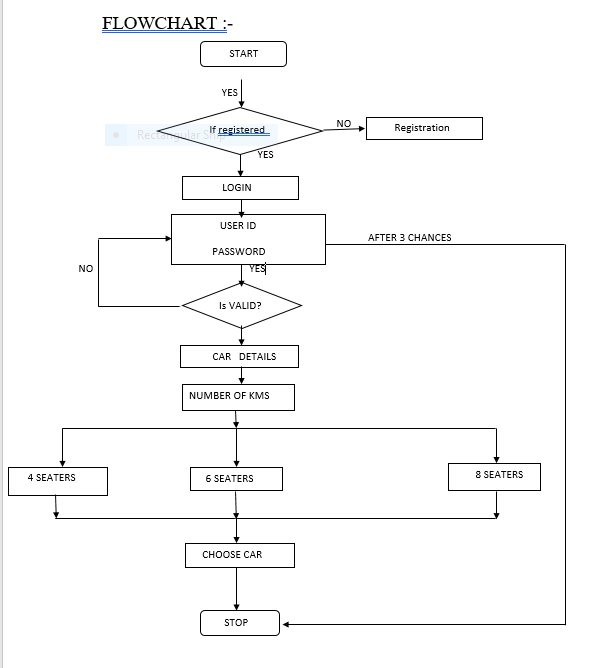 FLOWCHART :-
START
YES
If registered
NO
Registration
YES
LOGIN
USER ID
PASSWORD
AFTER 3 CHANCES
NO
YES
Is VALID?
CAR DETAILS
NUMBER OF KMS
4 SEATERS
6 SEATERS
8 SEATERS
CHOOSE CAR
STOP